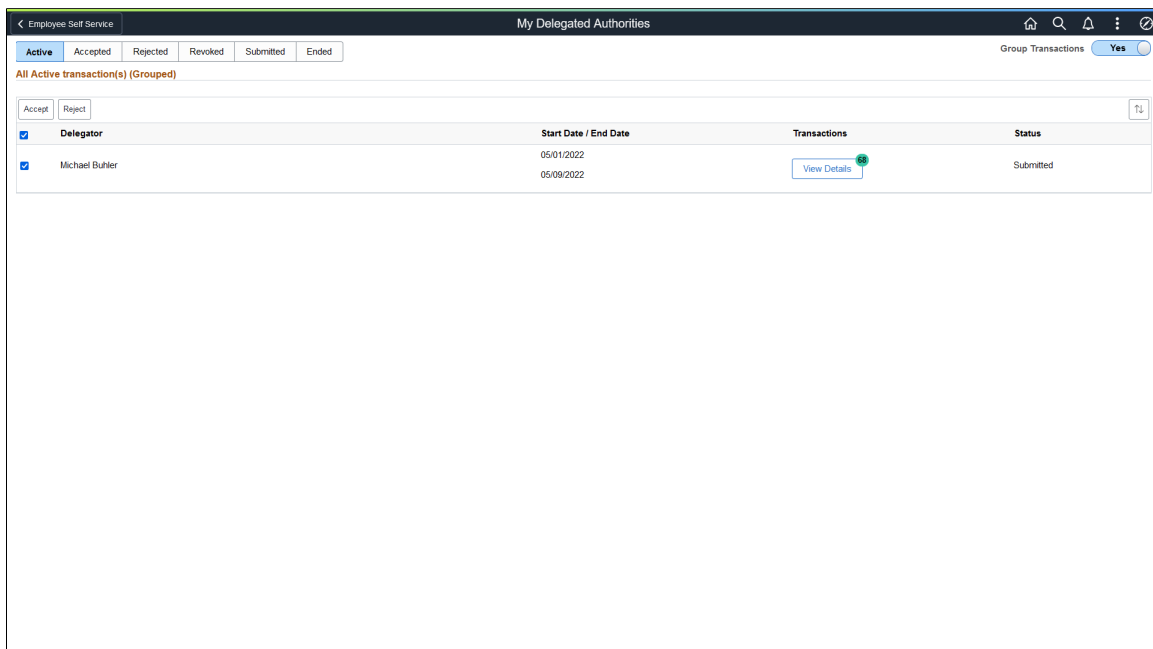 Employee Self Service
My Delegated Authorities
Active Accepted Rejected Revoked Submitted Ended
Group Transactions Yes
All Active transaction(s) (Grouped)
Accept Reject
Delegator Start Date / End Date Transactions Status
Michael Buhler 05/01/2022 View Details 68 Submitted
05/09/2022